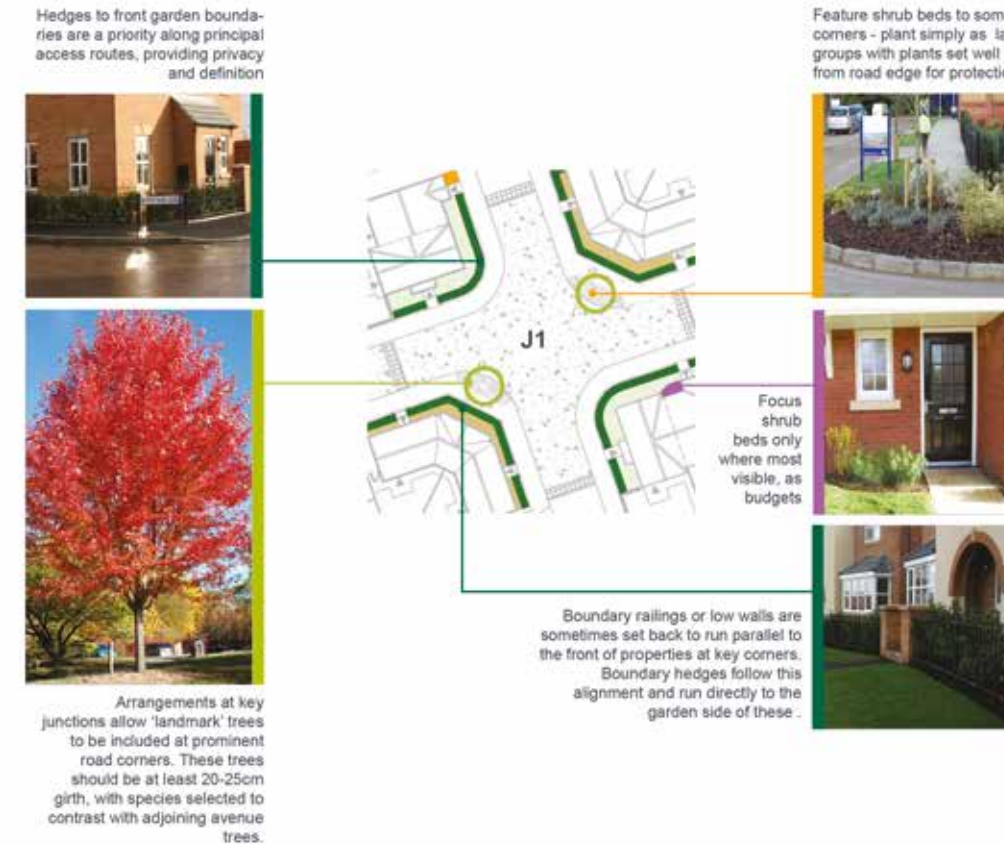 Hedges to front garden bounda-
ries are a priority along principal
access routes, providing privacy
and definition
Feature shrub beds to som
corners - plant simply as la
groups with plants set well
from road edge for protecti
J1
Focus
shrub
beds only
where most
visible, as
budgets
Boundary railings or low walls are
sometimes set back to run parallel to
the front of properties at key corners.
Boundary hedges follow this
alignment and run directly to the
garden side of these .
Arrangements at key
junctions allow ‘landmark’ trees
to be included at prominent
road corners. These trees
should be at least 20-25cm
girth, with species selected to
contrast with adjoining avenue
trees.